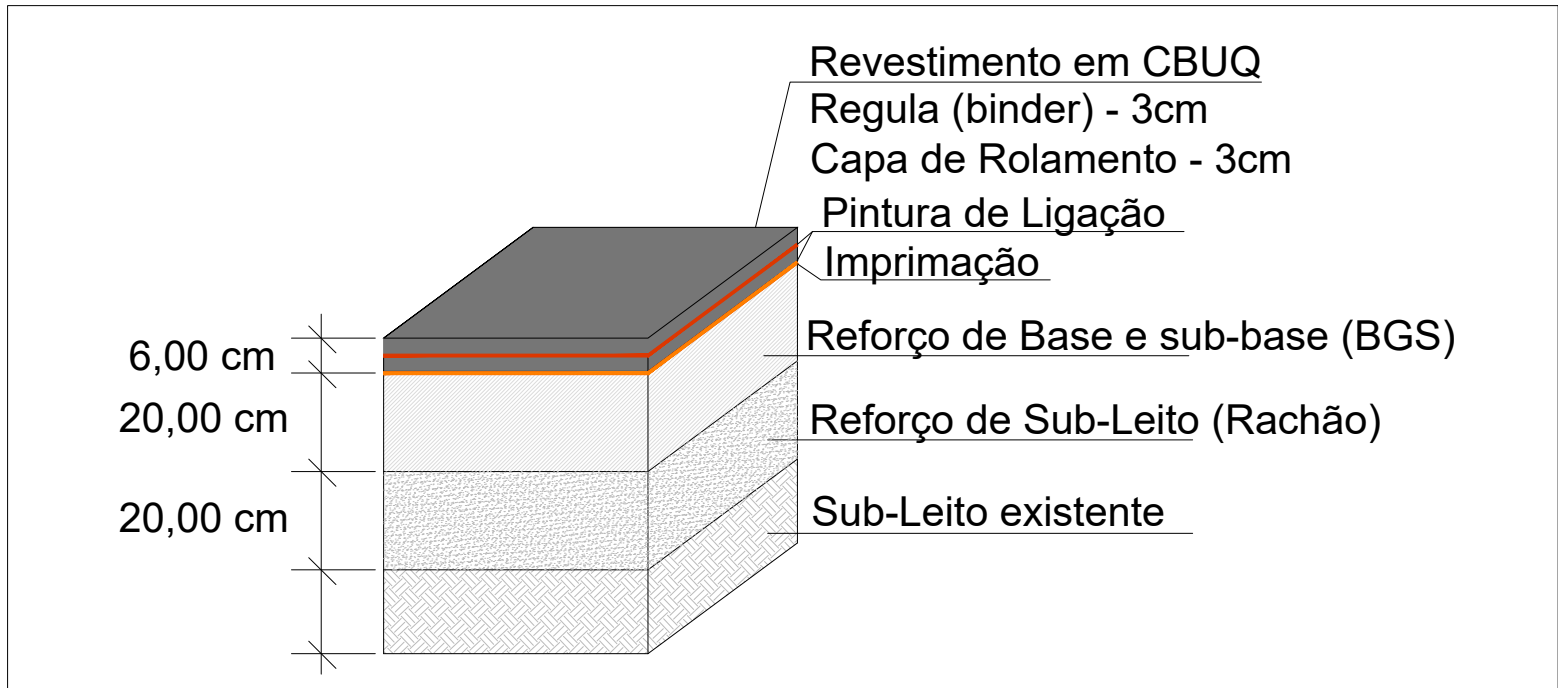 Revestimento em CBUQ
Regula (binder) - 3cm
Capa de Rolamento - 3cm
Pintura de Ligação
Imprimação
Reforço de Base e sub-base (BGS)
Reforço de Sub-Leito (Rachão)
Sub-Leito existente
6,00 cm
20,00 cm
20,00 cm